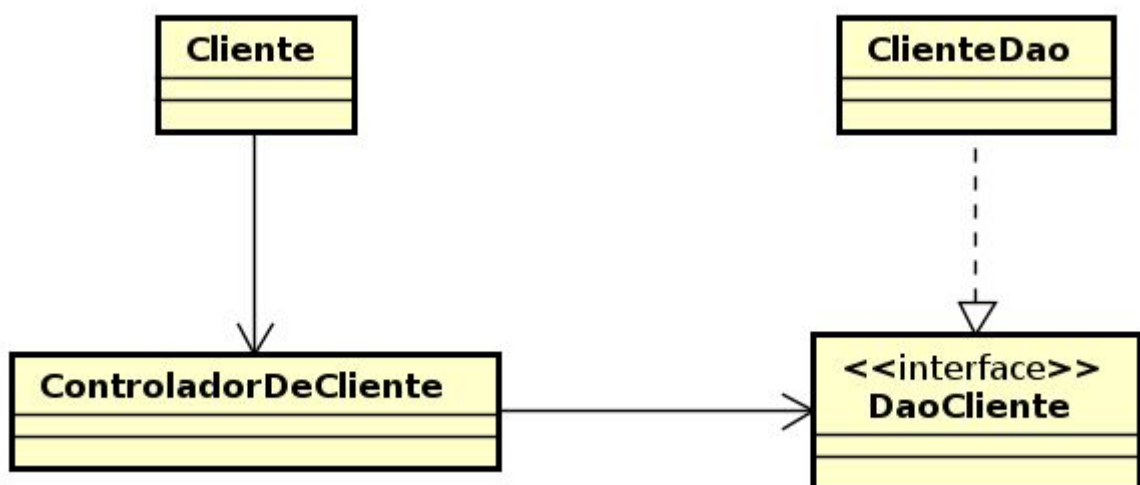 Cliente
ClienteDao
ControladorDeCliente
<<interface>>
DaoCliente